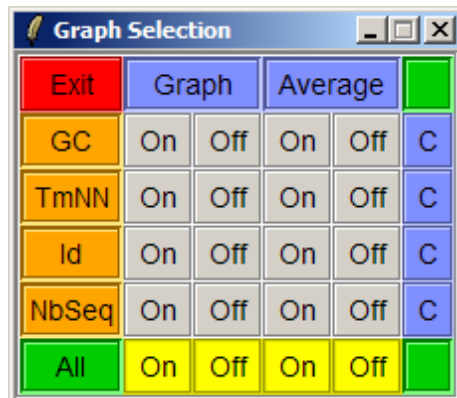 Graph Selection
Exit Graph Average
GC On Off On Off C
TmNN On Off On Off C
Id On Off On Off C
NbSeq On Off On Off C
All On Off On Off